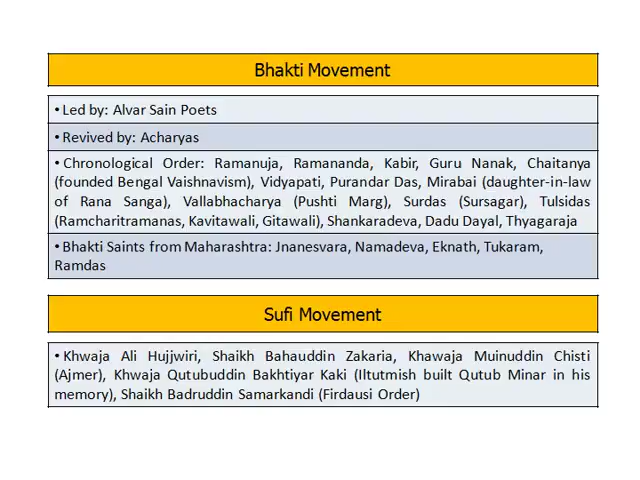 Bhakti Movement
• Led by: Alvar Sain Poets
• Revived by: Acharyas
• Chronological Order: Ramanuja, Ramananda, Kabir, Guru Nanak, Chaitanya
(founded Bengal Vaishnavism), Vidyapati, Purandar Das, Mirabai (daughter-in-law
of Rana Sanga), Vallabhacharya (Pushti Marg), Surdas (Sursagar), Tulsidas
(Ramcharitramanas, Kavitawali, Gitawali), Shankaradeva, Dadu Dayal, Thyagaraja
• Bhakti Saints from Maharashtra: Jnanesvara, Namadeva, Eknath, Tukaram,
Ramdas
Sufi Movement
• Khwaja Ali Hujjwiri, Shaikh Bahauddin Zakaria, Khawaja Muinuddin Chisti
(Ajmer), Khwaja Qutubuddin Bakhtiyar Kaki (Iltutmish built Qutub Minar in his
memory), Shaikh Badruddin Samarkandi (Firdausi Order)